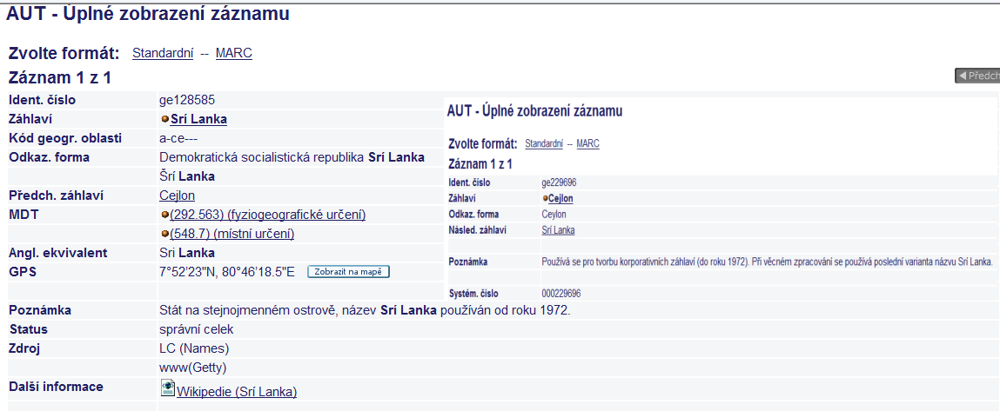 AUT - Úplné zobrazení záznamu
Zvolte formát: Standardní -- MARC
Záznam 1 z 1
Předch
Ident. číslo ge128585
Záhlaví Srí Lanka
Kód geogr. oblasti a-ce---
Odkaz. forma Demokratická socialistická republika Srí Lanka
Šrí Lanka
Předch. záhlaví Cejlon
MDT (292.563) (fyziogeografické určení)
(548.7) (místní určení)
Angl. ekvivalent Sri Lanka
GPS 7°52'23"N, 80°46'18.5"E Zobrazit na mapě
Poznámka Stát na stejnojmenném ostrově, název Srí Lanka používán od roku 1972.
Status správní celek
Zdroj LC (Names)
www(Getty)
Další informace Wikipedie (Srí Lanka)
AUT - Úplné zobrazení záznamu
Zvolte formát: Standardní -- MARC
Záznam 1 z 1
Ident. číslo ge229696
Záhlaví Cejlon
Odkaz. forma Ceylon
Násled. záhlaví Srí Lanka
Poznámka Používá se pro tvorbu korporativních záhlaví (do roku 1972). Při věcném zpracování se používá poslední varianta názvu Srí Lanka.
Systém. číslo 000229696